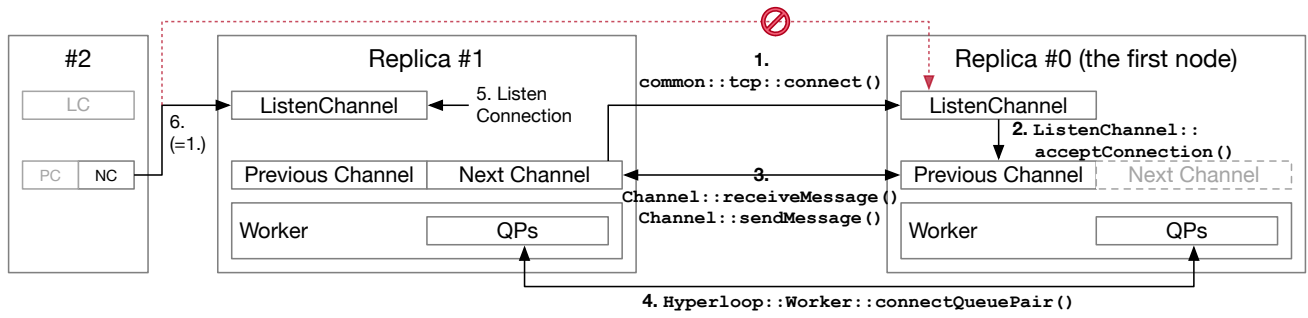 #2
LC
PC
NC
6.
(=1.)
Replica #1
ListenChannel
5. Listen
Connection
Previous Channel
Next Channel
Worker
QPs
1.
common::tcp::connect()
3.
Channel::receiveMessage()
Channel::sendMessage()
4. Hyperloop::Worker::connectQueuePair()
Replica #0 (the first node)
ListenChannel
2. ListenChannel::
acceptConnection()
Previous Channel
Next Channel
Worker
QPs